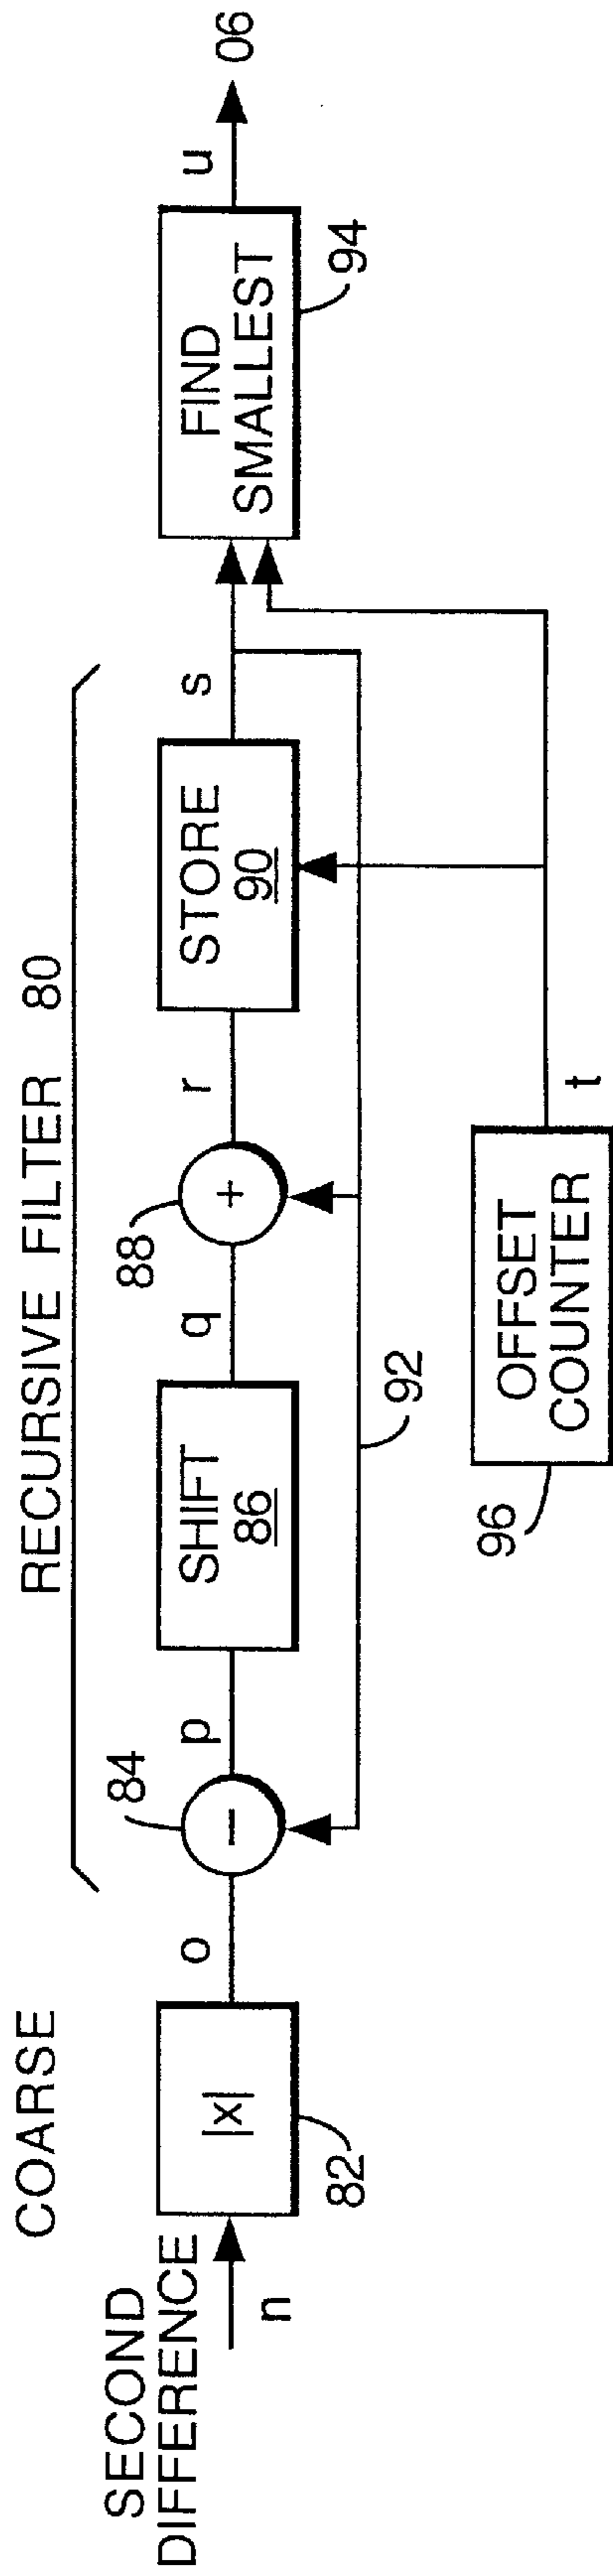 COARSE
RECURSIVE FILTER 80
SECOND
DIFFERENCE
n
|x|
82
o
84
–
p
SHIFT
86
q
88
+
r
STORE
90
s
92
FIND
SMALLEST
94
u
06
OFFSET
COUNTER
96
t